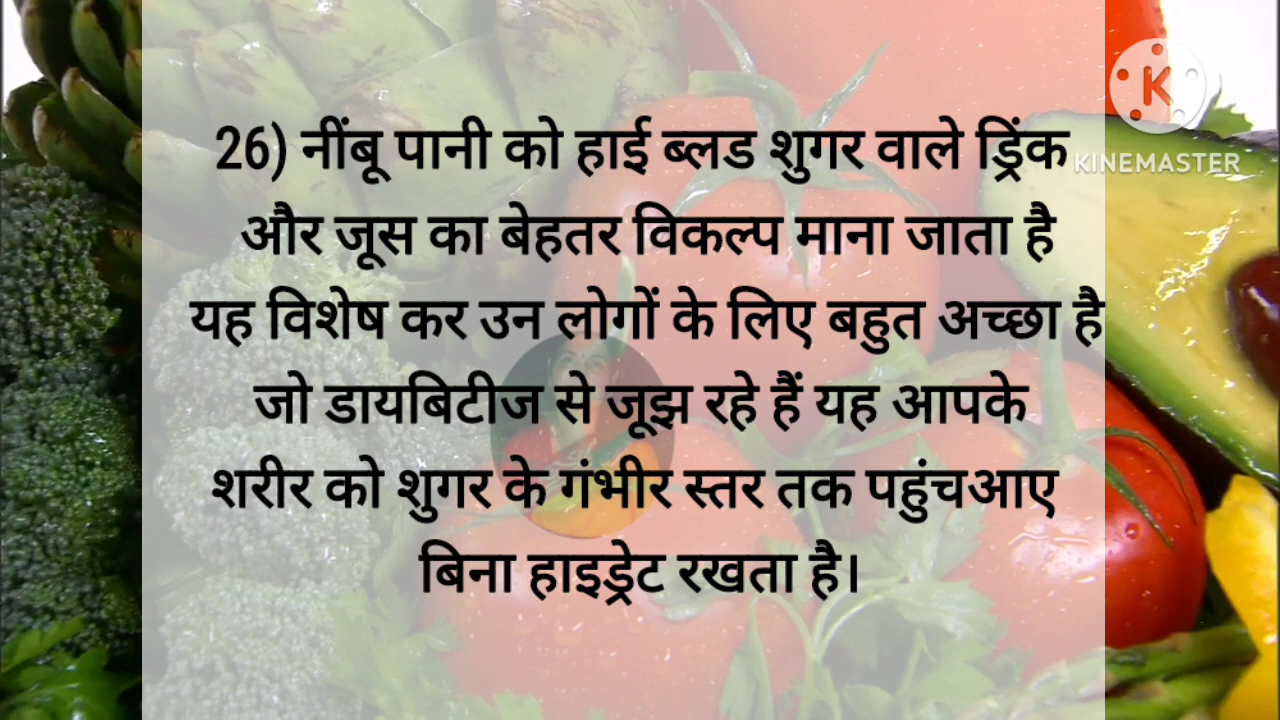 26) नींबू पानी को हाई ब्लड शुगर वाले ड्रिंक
और जूस का बेहतर विकल्प माना जाता है
यह विशेष कर उन लोगों के लिए बहुत अच्छा है
जो डायबिटीज से जूझ रहे हैं यह आपके
शरीर को शुगर के गंभीर स्तर तक पहुंचआए
बिना हाइड्रेट रखता है।
K
KINEMASTER